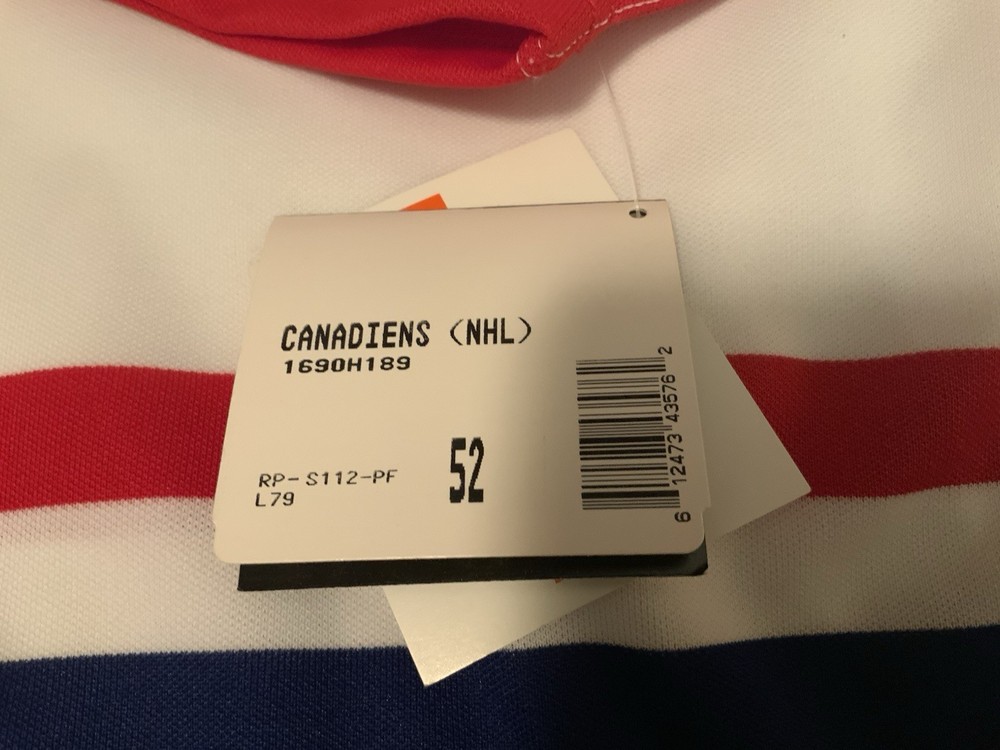 CANADIENS (NHL)
1690H189
RP-S112-PF
L79
52
6 12473 43576 2